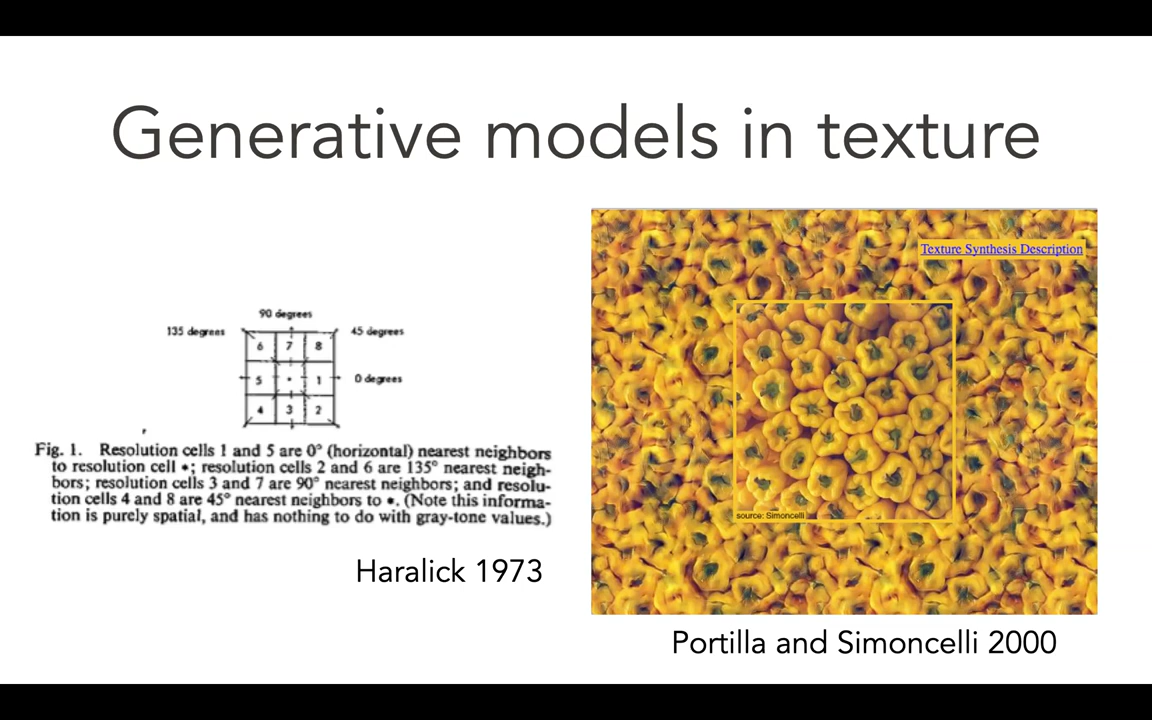 Generative models in texture
90 degrees
135 degrees
45 degrees
6 7 8
5 • 1
0 degrees
4 3 2
Fig. 1. Resolution cells 1 and 5 are 0° (horizontal) nearest neighbors
to resolution cell •; resolution cells 2 and 6 are 135° nearest neigh-
bors; resolution cells 3 and 7 are 90° nearest neighbors; and resolu-
tion cells 4 and 8 are 45° nearest neighbors to •. (Note this informa-
tion is purely spatial, and has nothing to do with gray-tone values.)
Haralick 1973
Texture Synthesis Description
source: Simoncelli
Portilla and Simoncelli 2000